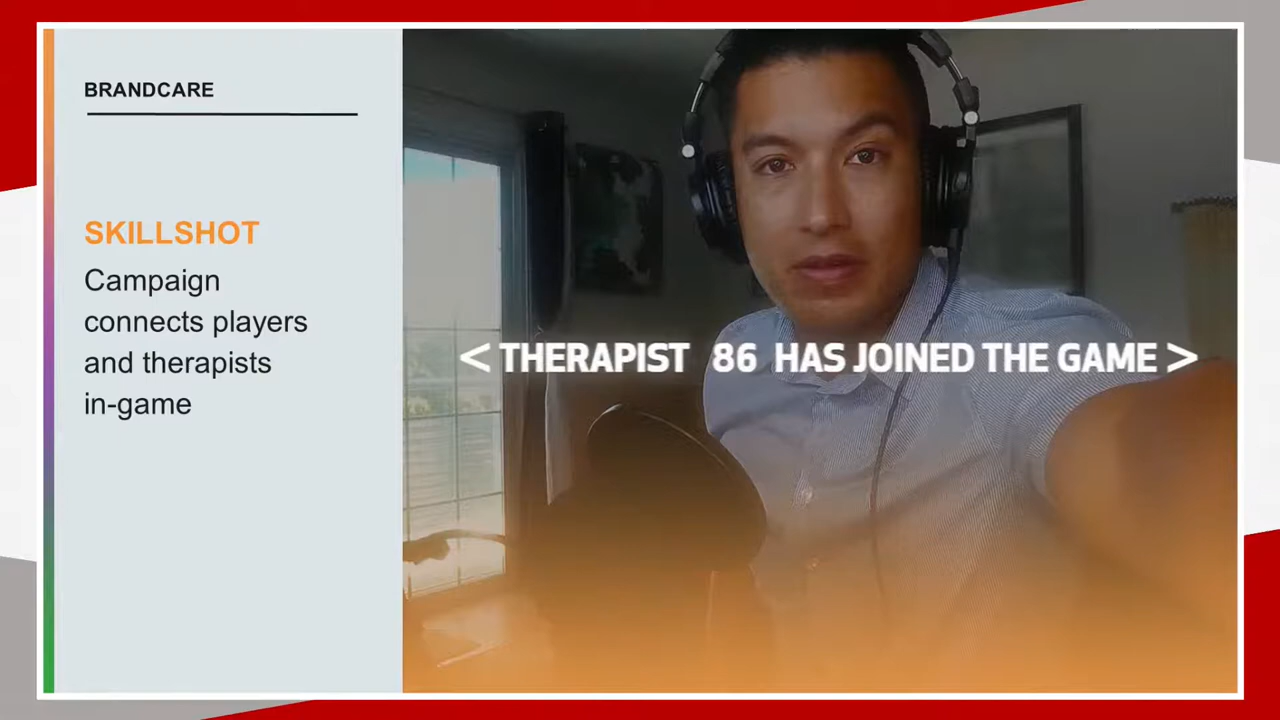 BRANDCARE
SKILLSHOT
Campaign
connects players
and therapists
in-game
< THERAPIST 86 HAS JOINED THE GAME >